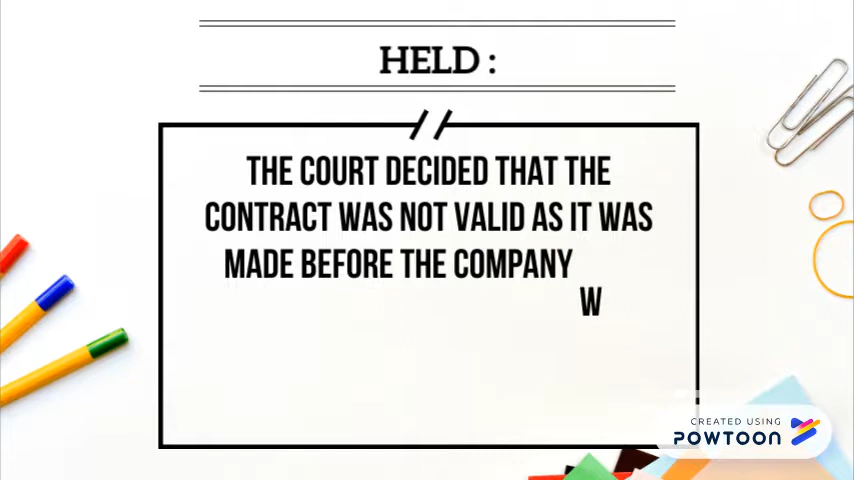 HELD :
THE COURT DECIDED THAT THE
CONTRACT WAS NOT VALID AS IT WAS
MADE BEFORE THE COMPANY
W
CREATED USING
POWTOON